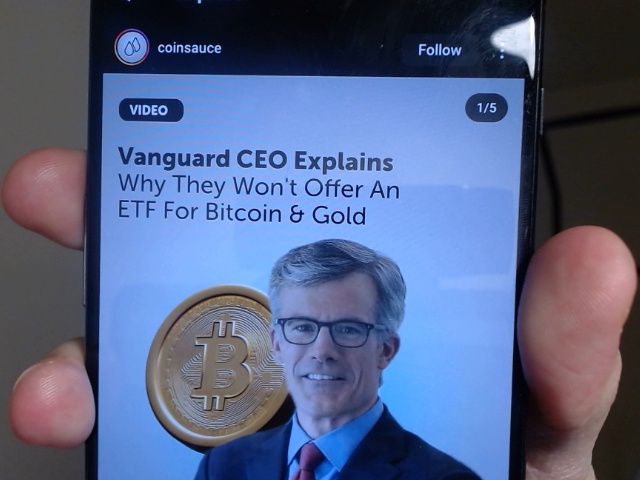 coinsauce
Follow
VIDEO
1/5
Vanguard CEO Explains
Why They Won't Offer An
ETF For Bitcoin & Gold